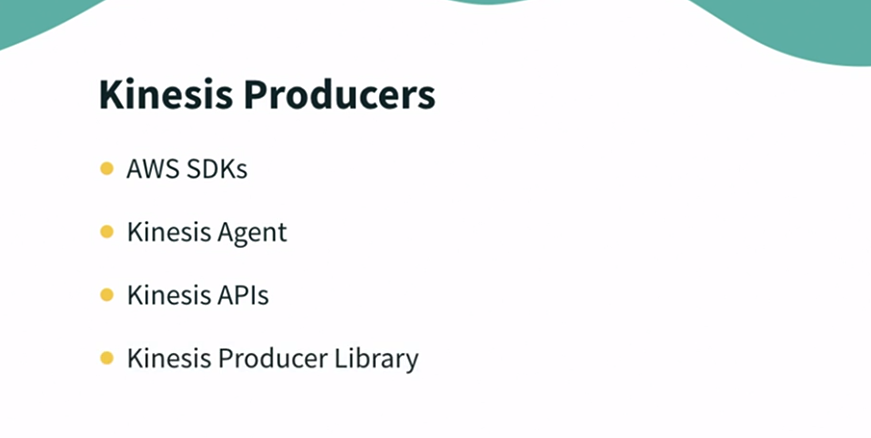 Kinesis Producers
AWS SDKs
Kinesis Agent
Kinesis APIs
Kinesis Producer Library